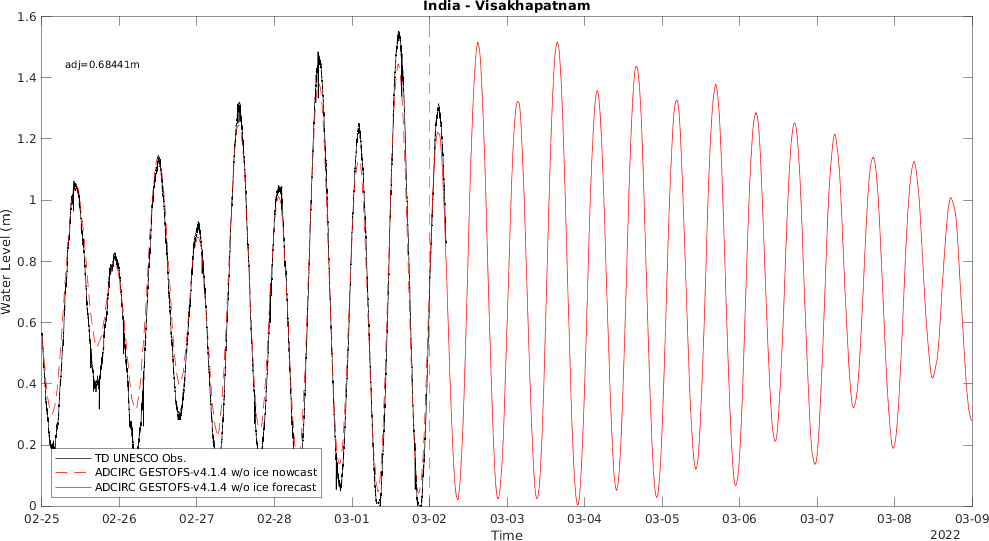 India - Visakhapatnam
adj=0.68441m
Water Level (m)
1.6
1.4
1.2
1
0.8
0.6
0.4
0.2
0
TD UNESCO Obs.
ADCIRC GESTOFS-v4.1.4 w/o ice nowcast
ADCIRC GESTOFS-v4.1.4 w/o ice forecast
02-25 02-26 02-27 02-28 03-01 03-02 03-03 03-04 03-05 03-06 03-07 03-08 03-09
Time
2022